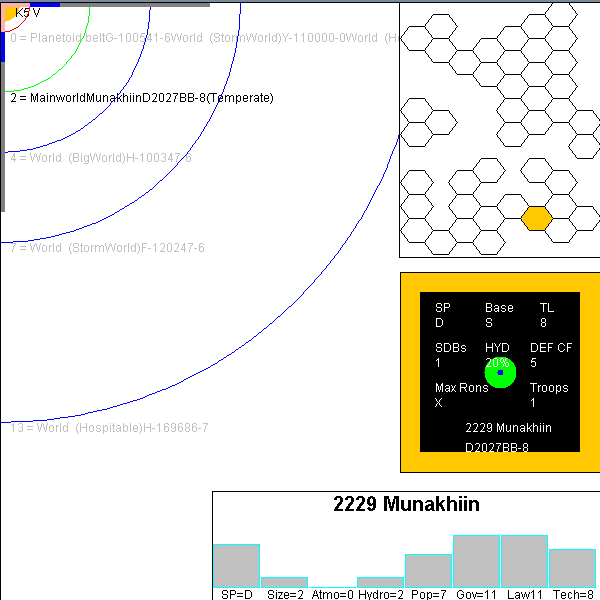 K5 V
0 = Planetoid beltG-100541-6World (StormWorld)Y-110000-0World (H
2 = MainworldMunakhiinD2027BB-8(Temperate)
4 = World (BigWorld)H-100347-6
7 = World (StormWorld)F-120247-6
13 = World (Hospitable)H-169686-7
SP Base TL
D S 8
SDBs HYD DEF CF
1 20% 5
Max Rons Troops
X 1
2229 Munakhiin
D2027BB-8
2229 Munakhiin
SP=D Size=2 Atmo=0 Hydro=2 Pop=7 Gov=11 Law11 Tech=8